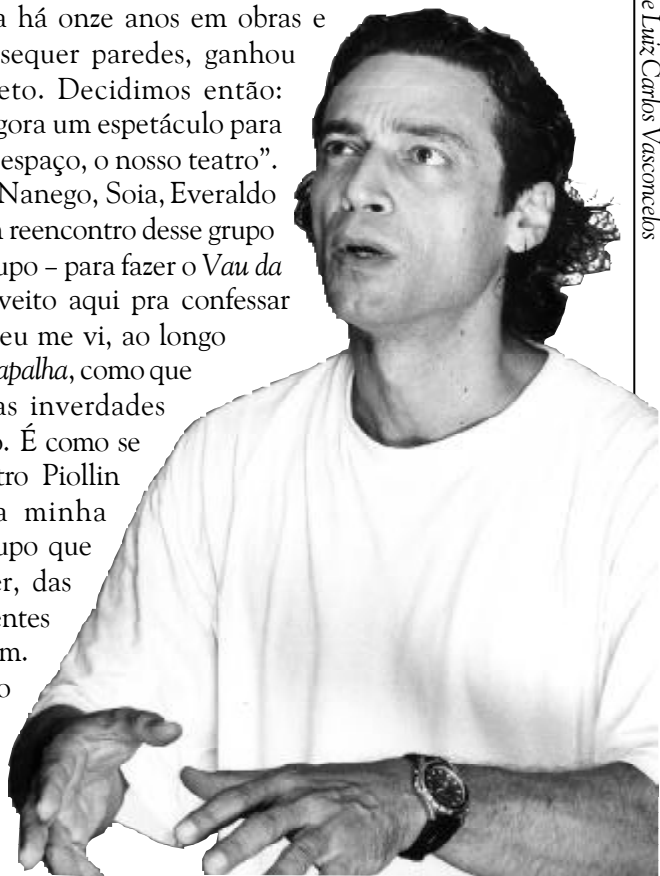 a há onze anos em obras e
sequer paredes, ganhou
eto. Decidimos então:
gora um espetáculo para
espaço, o nosso teatro”.
Nanego, Soia, Everaldo
reencontro desse grupo
upo – para fazer o Vau da
veito aqui pra confessar
eu me vi, ao longo
apalha, como que
as inverdades
o. É como se
tro Piollin
a minha
upo que
er, das
entes
m.
o
e Luiz Carlos Vasconcelos